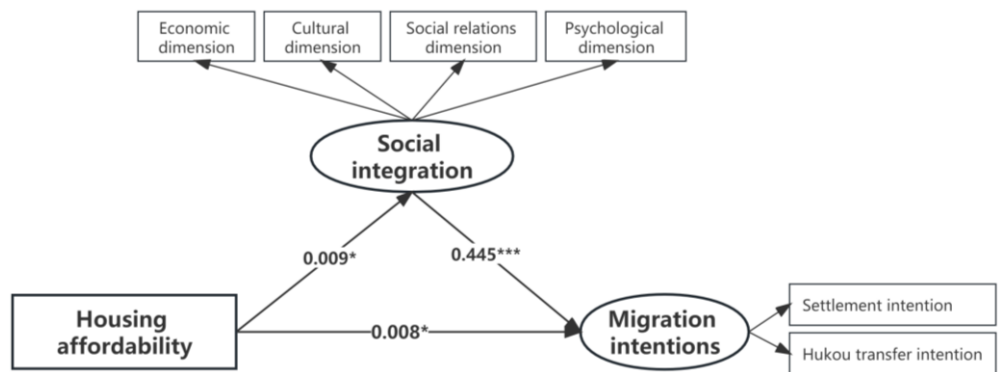 Economic
dimension
Cultural
dimension
Social relations
dimension
Psychological
dimension
Social
integration
0.009*
0.445***
Housing
affordability
0.008*
Migration
intentions
Settlement intention
Hukou transfer intention